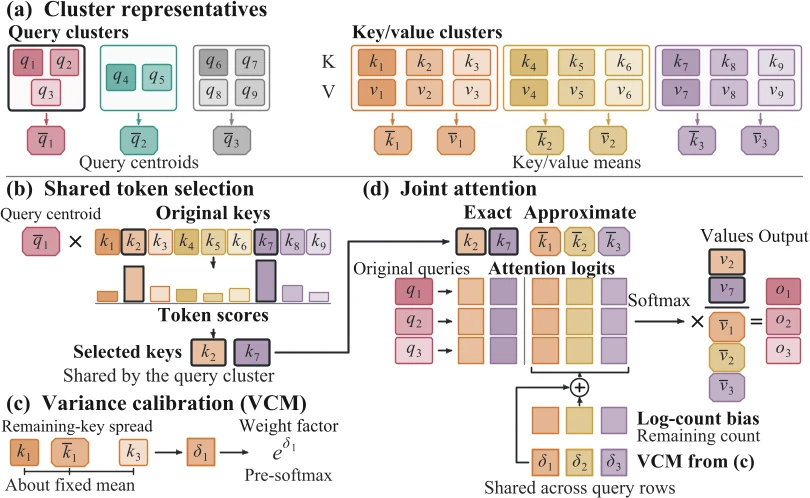 (a) Cluster representatives
Query clusters
Key/value clusters
q₁ q₂
q₃
q₄ q₅
q₆ q₇
q₈ q₉
K k₁ k₂ k₃ k₄ k₅ k₆ k₇ k₈ k₉
V v₁ v₂ v₃ v₄ v₅ v₆ v₇ v₈ v₉
q̅₁ q̅₂ q̅₃
k̅₁ v̅₁ k̅₂ v̅₂ k̅₃ v̅₃
Query centroids
Key/value means
(b) Shared token selection
Query centroid
Original keys
q̅₁ × k₁ k₂ k₃ k₄ k₅ k₆ k₇ k₈ k₉
Token scores
Selected keys k₂ k₇
Shared by the query cluster
(c) Variance calibration (VCM)
Remaining-key spread
Weight factor
k₁ k̅₁ k₃ δ₁ e^δ₁
About fixed mean
Pre-softmax
(d) Joint attention
Exact Approximate
k₂ k₇ k̅₁ k̅₂ k̅₃
Values Output
Original queries
Attention logits
q₁
q₂
q₃
Softmax
×
v₂
v₇
v̅₁
v̅₂
v̅₃
=
o₁
o₂
o₃
+
Log-count bias
Remaining count
δ₁ δ₂ δ₃ VCM from (c)
Shared across query rows